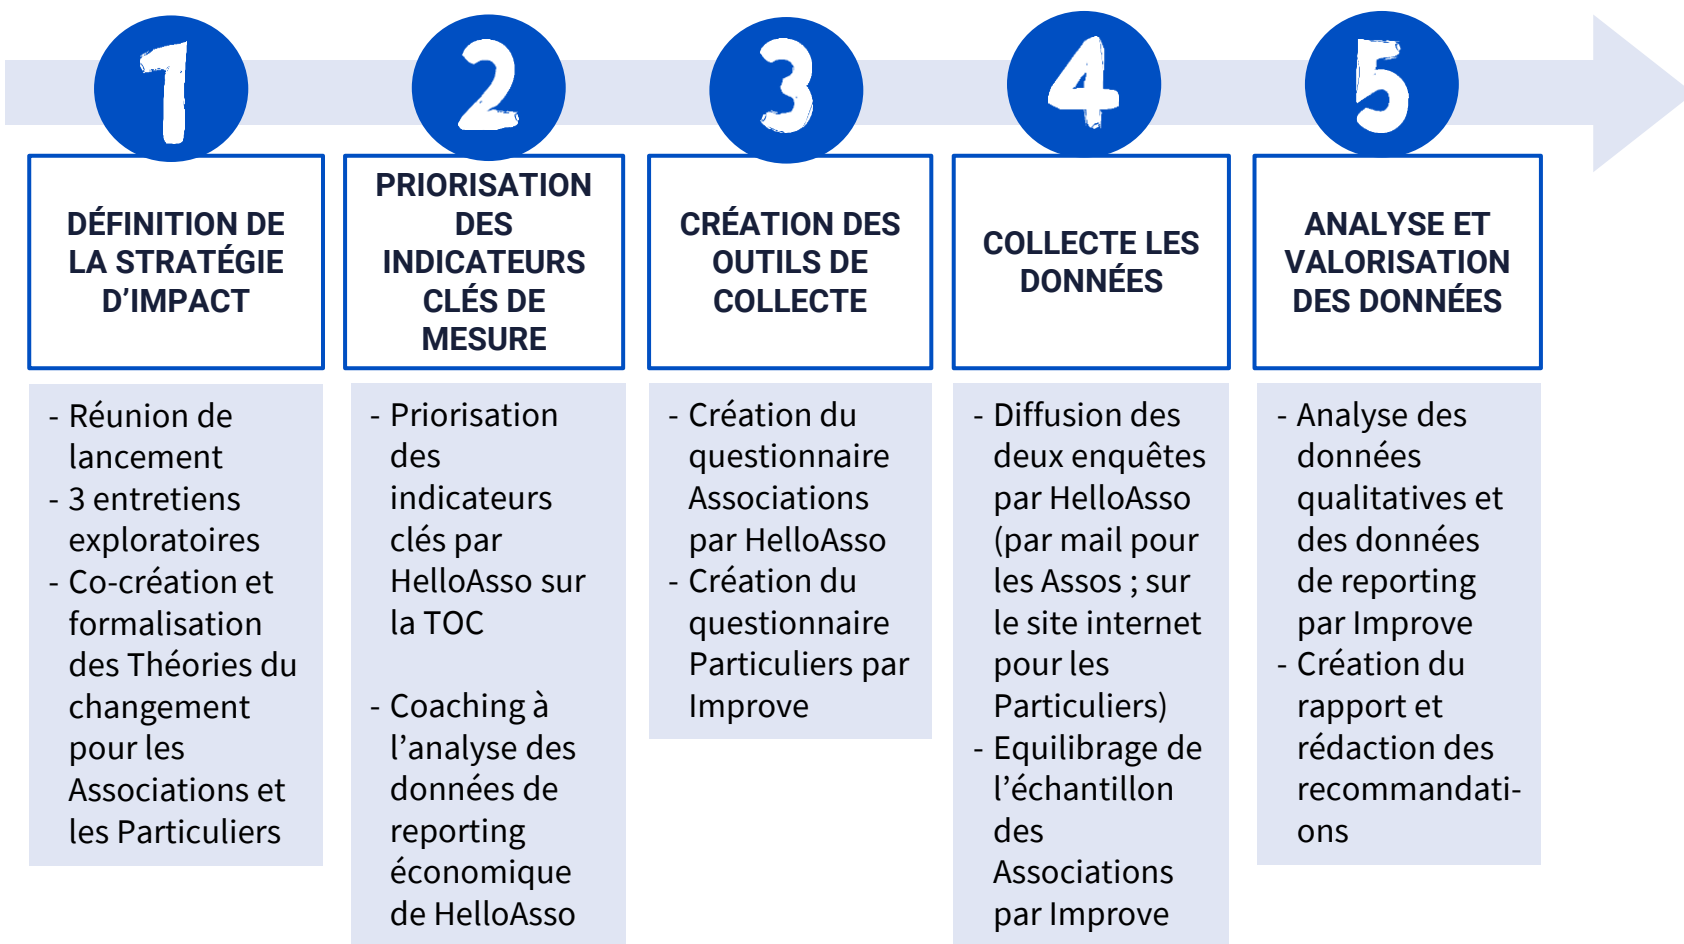 1
DÉFINITION DE
LA STRATÉGIE
D’IMPACT
- Réunion de
lancement
- 3 entretiens
exploratoires
- Co-création et
formalisation
des Théories du
changement
pour les
Associations et
les Particuliers
2
PRIORISATION
DES
INDICATEURS
CLÉS DE
MESURE
- Priorisation
des
indicateurs
clés par
HelloAsso sur
la TOC
- Coaching à
l’analyse des
données de
reporting
économique
de HelloAsso
3
CRÉATION DES
OUTILS DE
COLLECTE
- Création du
questionnaire
Associations
par HelloAsso
- Création du
questionnaire
Particuliers par
Improve
4
COLLECTE LES
DONNÉES
- Diffusion des
deux enquêtes
par HelloAsso
(par mail pour
les Assos ; sur
le site internet
pour les
Particuliers)
- Equilibrage de
l’échantillon
des
Associations
par Improve
5
ANALYSE ET
VALORISATION
DES DONNÉES
- Analyse des
données
qualitatives et
des données
de reporting
par Improve
- Création du
rapport et
rédaction des
recommandati-
ons